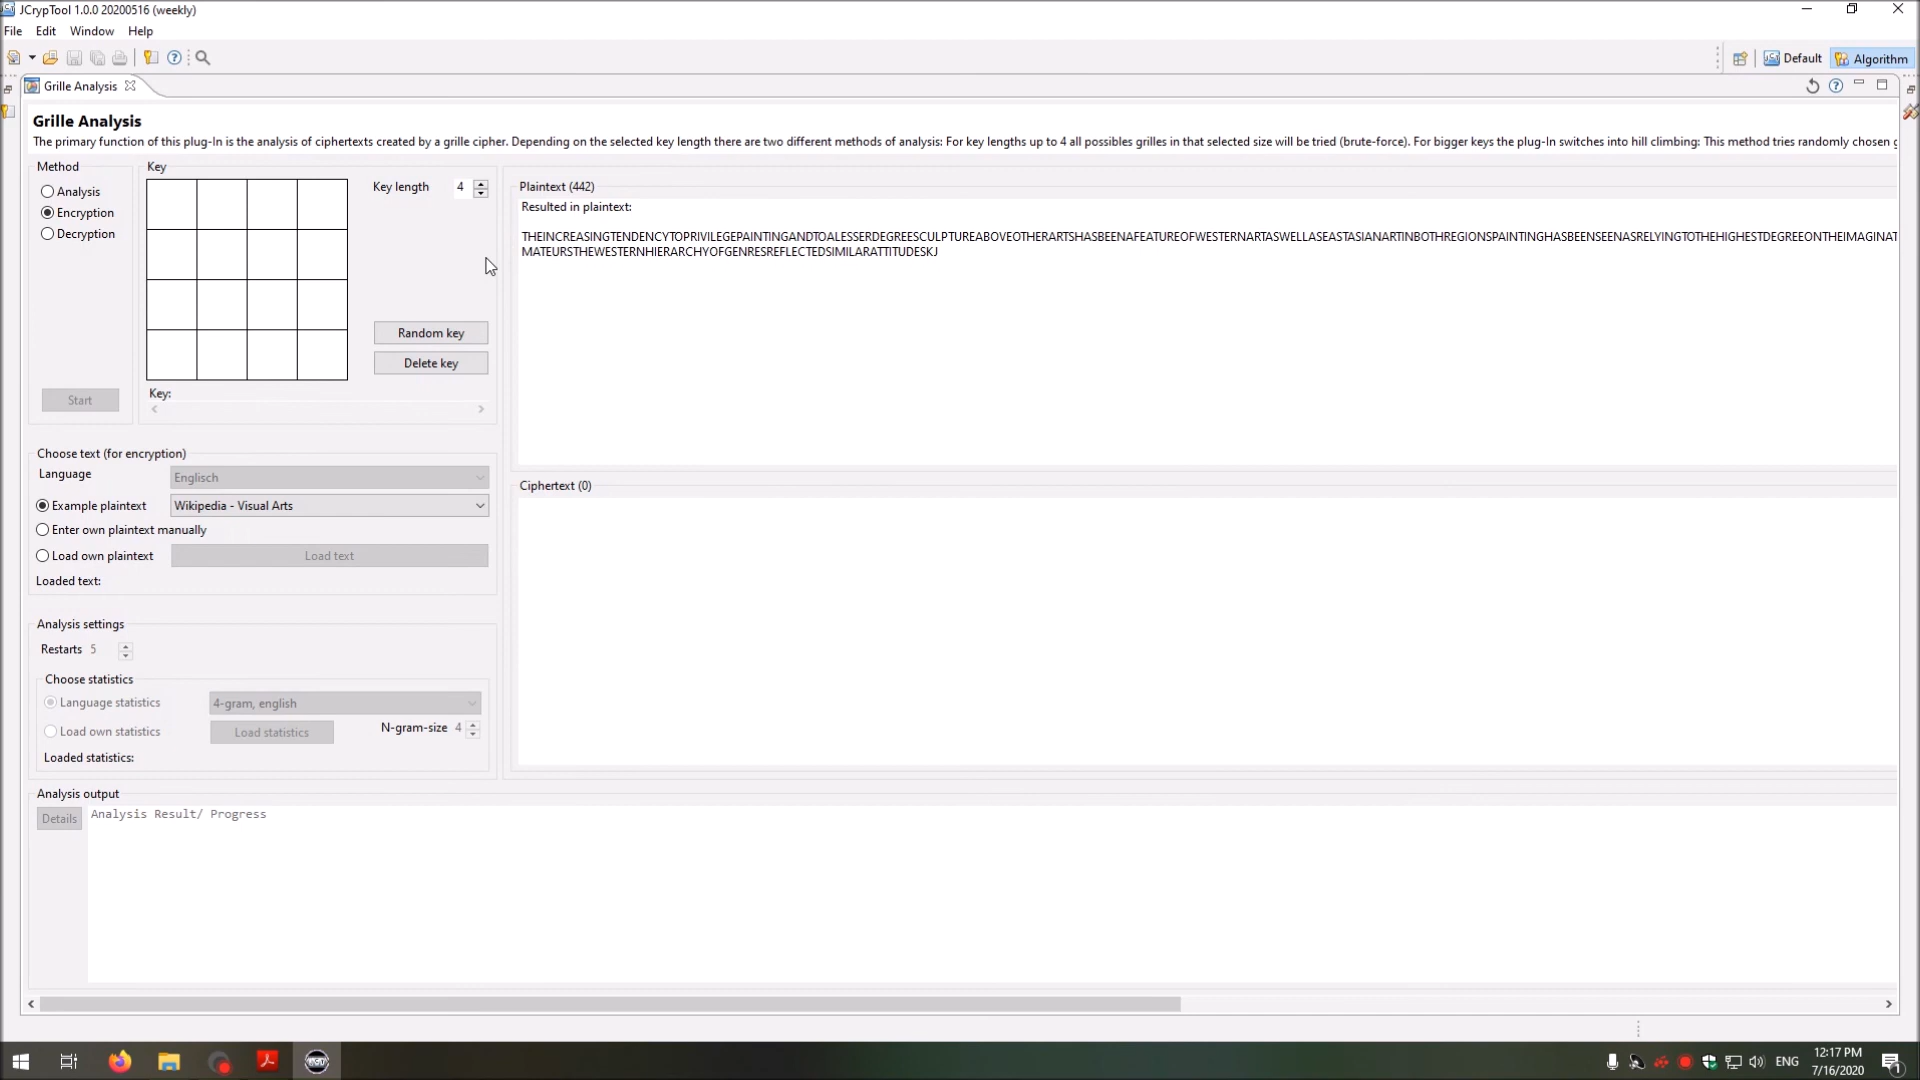 JCrypTool 1.0.0 20200516 (weekly)
File Edit Window Help
Default Algorithm
Grille Analysis
Grille Analysis
The primary function of this plug-In is the analysis of ciphertexts created by a grille cipher. Depending on the selected key length there are two different methods of analysis: For key lengths up to 4 all possibles grilles in that selected size will be tried (brute-force). For bigger keys the plug-In switches into hill climbing: This method tries randomly chosen g
Method
Analysis
Encryption
Decryption
Start
Key
Key length 4
Random key
Delete key
Key:
Plaintext (442)
Resulted in plaintext:
THEINCREASINGTENDENCYTOPRIVILEGEPAINTINGANDTOALESSERDEGREESCULPTUREABOVEOTHERARTSHASBEENAFEATUREOFWESTERNARTASWELLASEASTASIANARTINBOTHREGIONSPAINTINGHASBEENSEENASRELYINGTOTHEHIGHESTDEGREEONTHEIMAGINAT
MATEURSTHEWESTERNHIERARCHYOFGENRESREFLECTEDSIMILARATTITUDESKJ
Choose text (for encryption)
Language Englisch
Example plaintext Wikipedia - Visual Arts
Enter own plaintext manually
Load own plaintext Load text
Loaded text:
Ciphertext (0)
Analysis settings
Restarts 5
Choose statistics
Language statistics 4-gram, english
Load own statistics Load statistics N-gram-size 4
Loaded statistics:
Analysis output
Details Analysis Result/ Progress
ENG
12:17 PM
7/16/2020
1